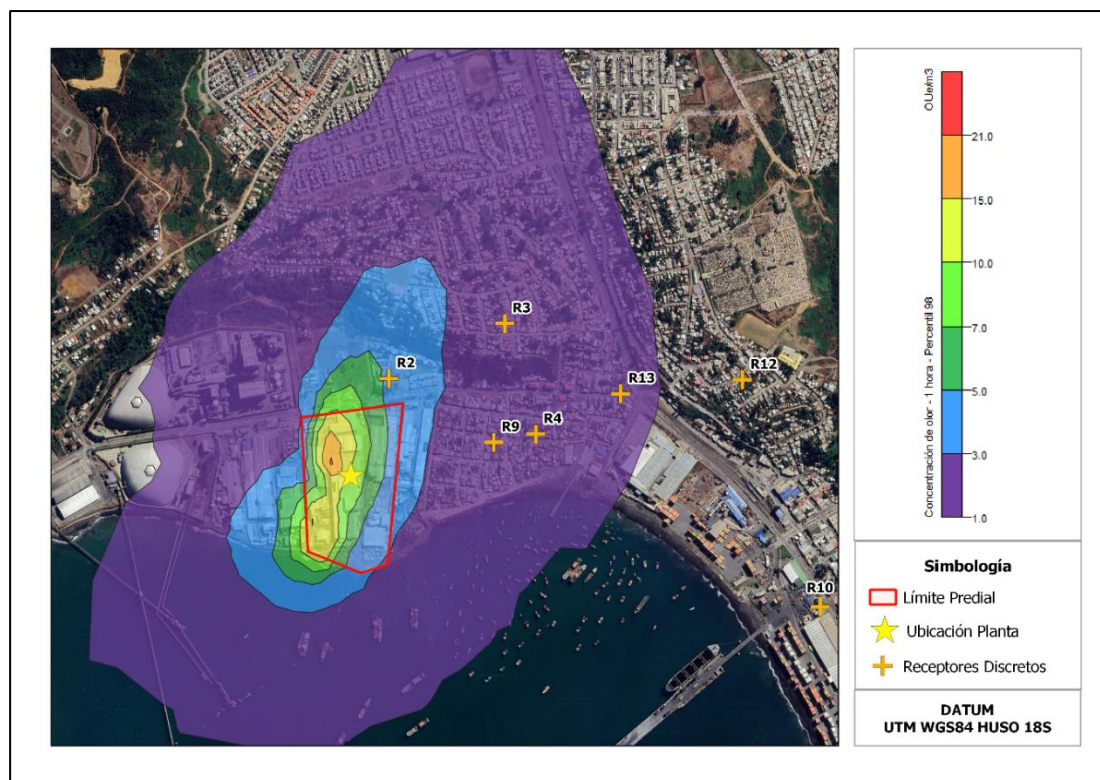 R3
R2
R12
R13
R9
R4
R10
OUe/m3
21.0
15.0
10.0
7.0
5.0
3.0
1.0
Concentración de olor - 1 hora - Percentil 98
Simbología
Límite Predial
Ubicación Planta
Receptores Discretos
DATUM
UTM WGS84 HUSO 18S